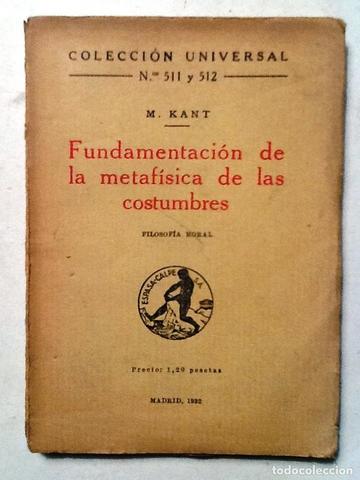 COLECCIÓN UNIVERSAL
N.os 511 y 512
M. KANT
Fundamentación de
la metafísica de las
costumbres
FILOSOFÍA MORAL
ESPASA-CALPE S.A.
Precio: 1,20 pesetas
MADRID, 1932
todocoleccion